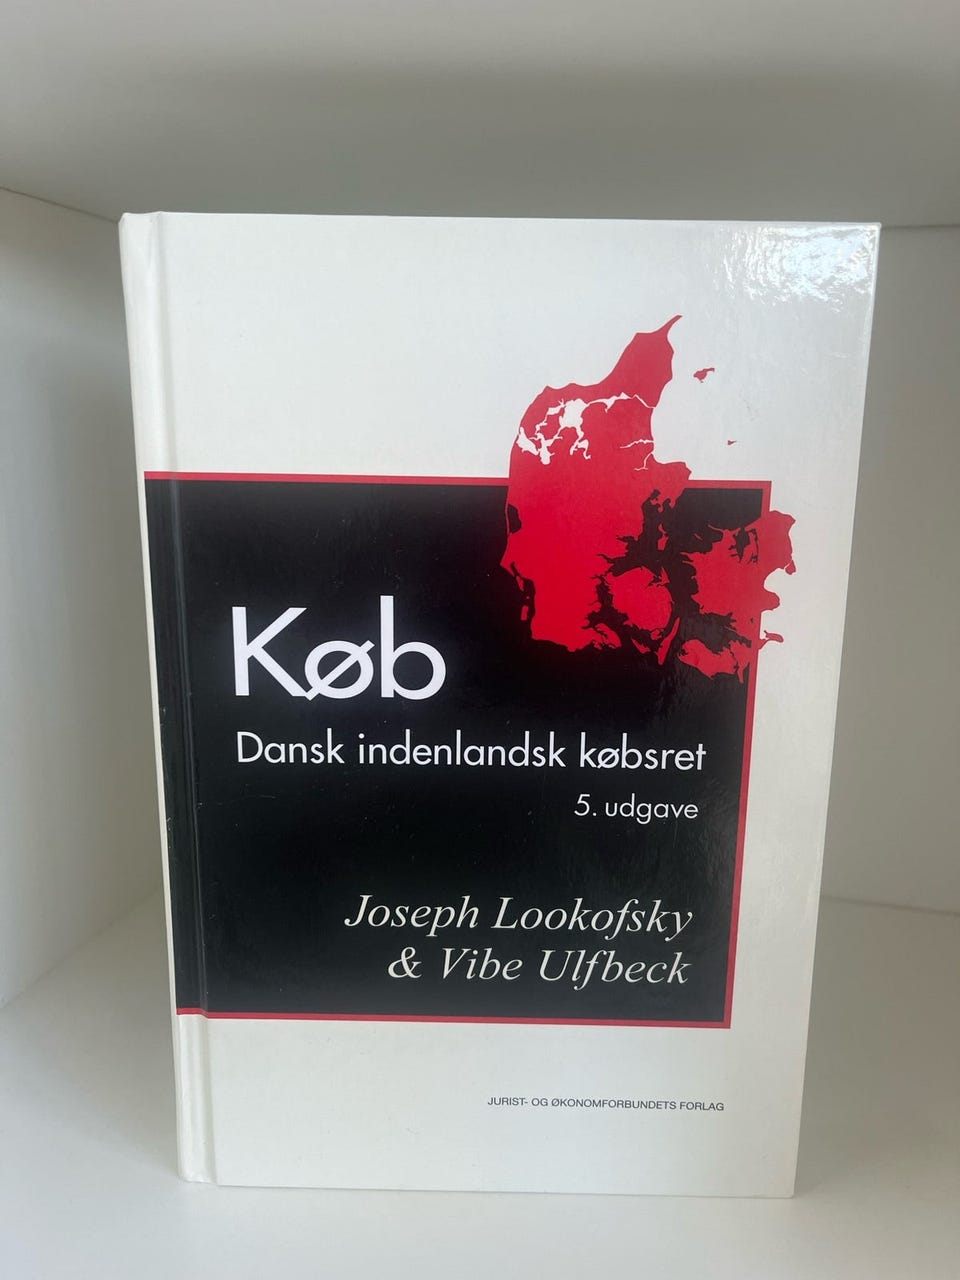 Køb
Dansk indenlandsk købsret
5. udgave
Joseph Lookofsky
& Vibe Ulfbeck
JURIST- OG ØKONOMFORBUNDETS FORLAG